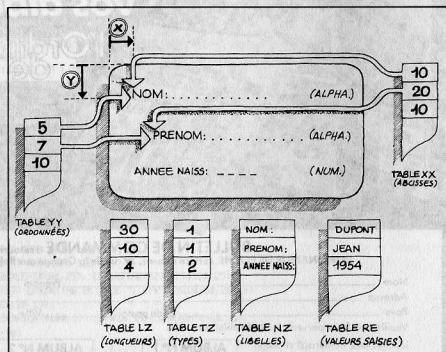 X
Y
NOM: . . . . . . . . . . (ALPHA.)
PRENOM: . . . . . . . . . . (ALPHA.)
ANNEE NAISS: _ _ _ _ (NUM.)
5
7
10
TABLE YY
(ORDONNÉES)
10
20
10
TABLE XX
(ABCISSES)
30
10
4
TABLE LZ
(LONGUEURS)
1
1
2
TABLE TZ
(TYPES)
NOM :
PRENOM:
ANNEE NAISS:
TABLE NZ
(LIBELLES)
DUPONT
JEAN
1954
TABLE RE
(VALEURS SAISIES)